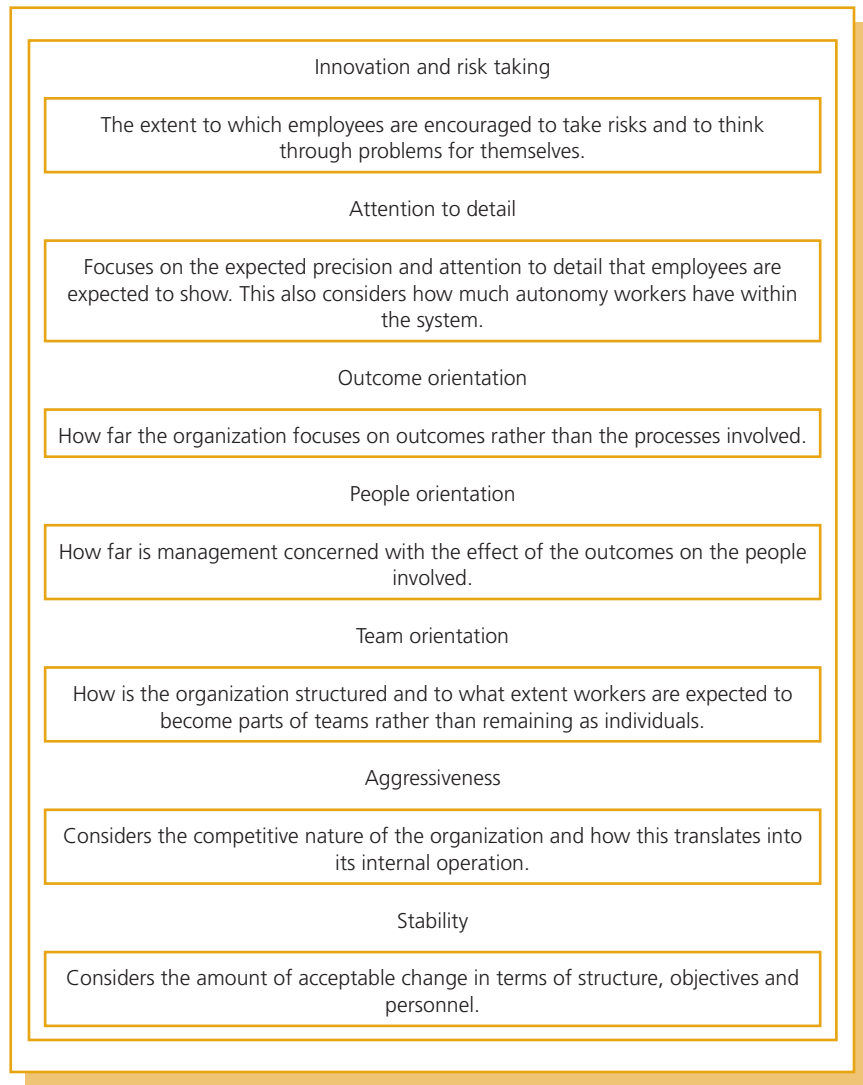 Innovation and risk taking
The extent to which employees are encouraged to take risks and to think
through problems for themselves.
Attention to detail
Focuses on the expected precision and attention to detail that employees are
expected to show. This also considers how much autonomy workers have within
the system.
Outcome orientation
How far the organization focuses on outcomes rather than the processes involved.
People orientation
How far is management concerned with the effect of the outcomes on the people
involved.
Team orientation
How is the organization structured and to what extent workers are expected to
become parts of teams rather than remaining as individuals.
Aggressiveness
Considers the competitive nature of the organization and how this translates into
its internal operation.
Stability
Considers the amount of acceptable change in terms of structure, objectives and
personnel.